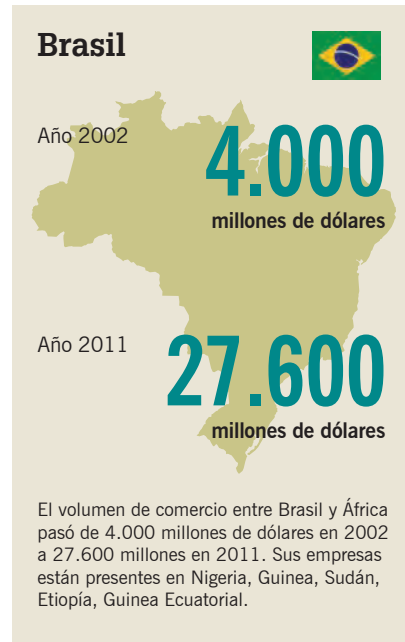 Brasil
Año 2002
4.000
millones de dólares
Año 2011
27.600
millones de dólares
El volumen de comercio entre Brasil y África
pasó de 4.000 millones de dólares en 2002
a 27.600 millones en 2011. Sus empresas
están presentes en Nigeria, Guinea, Sudán,
Etiopía, Guinea Ecuatorial.